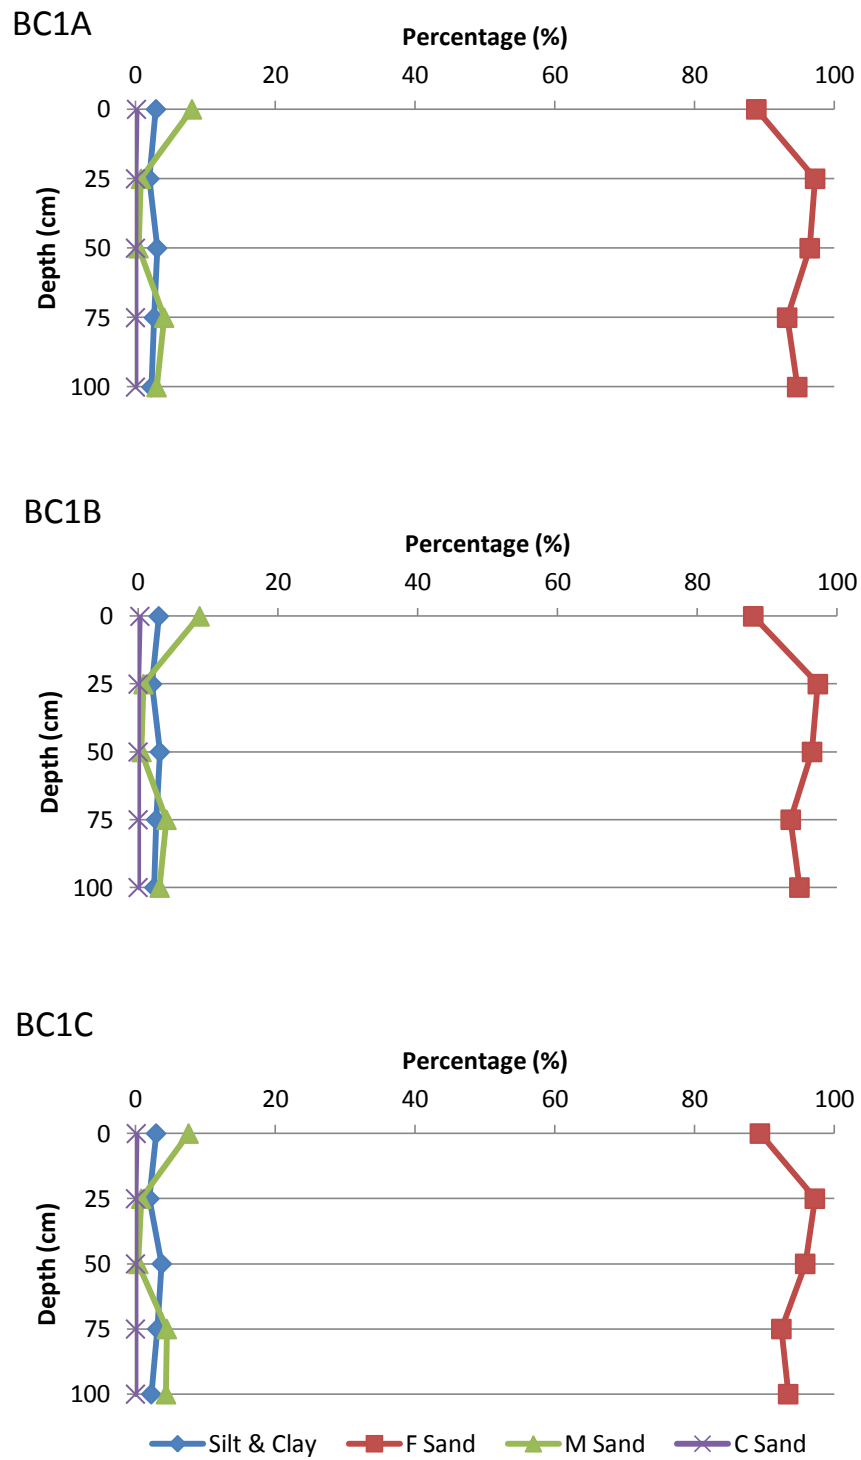 BC1A
Percentage (%)
0 20 40 60 80 100
0
25
50
75
100
Depth (cm)
BC1B
Percentage (%)
0 20 40 60 80 100
0
25
50
75
100
Depth (cm)
BC1C
Percentage (%)
0 20 40 60 80 100
0
25
50
75
100
Depth (cm)
Silt & Clay F Sand M Sand C Sand